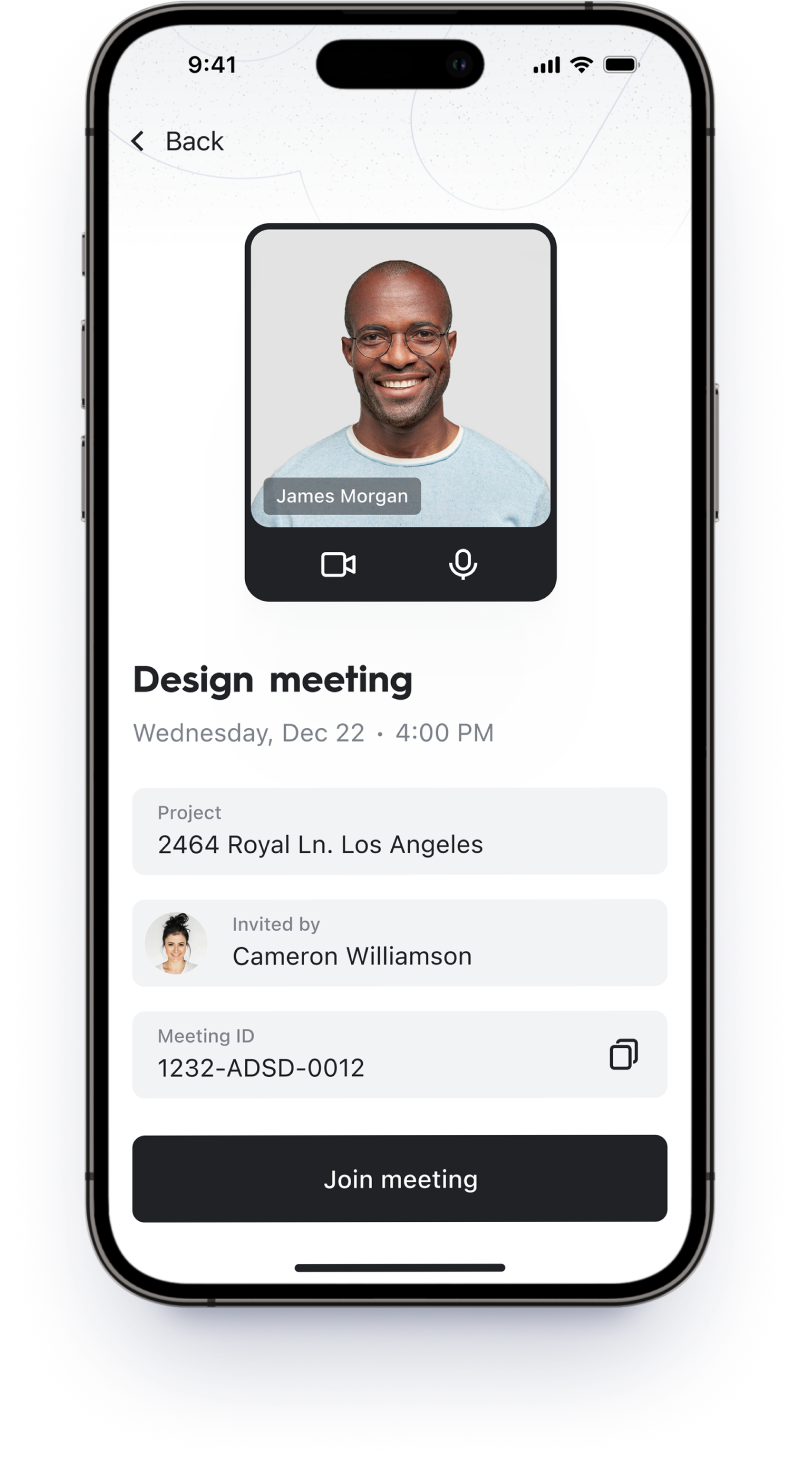 9:41
Back
James Morgan
Design meeting
Wednesday, Dec 22 • 4:00 PM
Project
2464 Royal Ln. Los Angeles
Invited by
Cameron Williamson
Meeting ID
1232-ADSD-0012
Join meeting